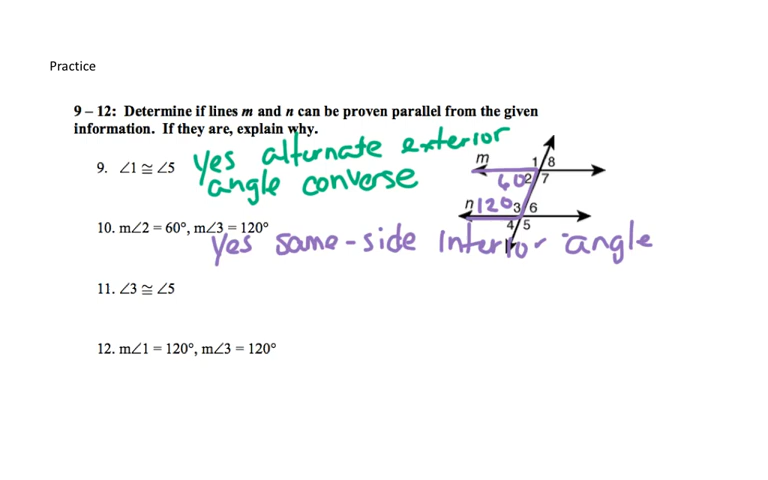 Practice
9 – 12: Determine if lines m and n can be proven parallel from the given
information. If they are, explain why.
9. ∠1 ≅ ∠5
yes alternate exterior
angle converse
m
1 8
60 2 7
n 120 3 6
4 5
10. m∠2 = 60°, m∠3 = 120°
Yes same-side Interior angle
11. ∠3 ≅ ∠5
12. m∠1 = 120°, m∠3 = 120°